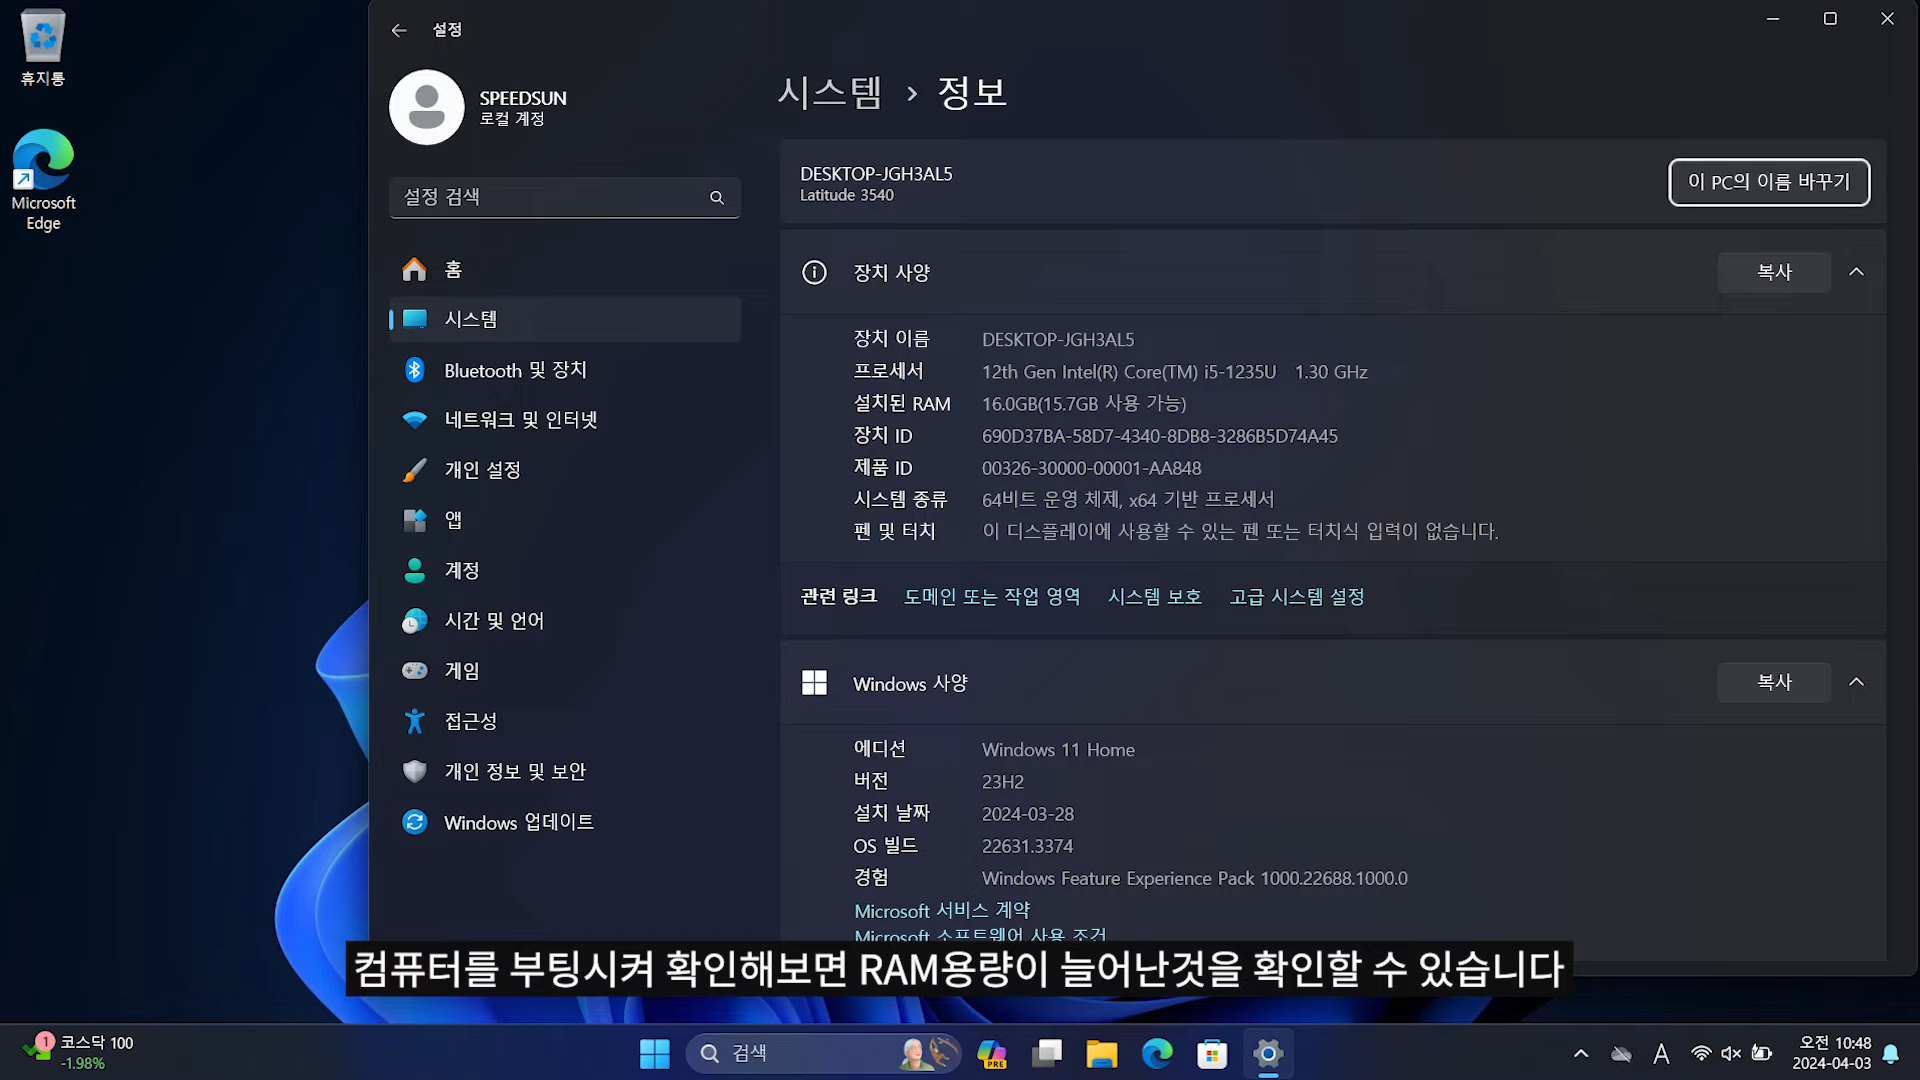 휴지통
Microsoft
Edge
설정
SPEEDSUN
로컬 계정
설정 검색
홈
시스템
Bluetooth 및 장치
네트워크 및 인터넷
개인 설정
앱
계정
시간 및 언어
게임
접근성
개인 정보 및 보안
Windows 업데이트
시스템 › 정보
DESKTOP-JGH3AL5
Latitude 3540
이 PC의 이름 바꾸기
장치 사양
복사
장치 이름 DESKTOP-JGH3AL5
프로세서 12th Gen Intel(R) Core(TM) i5-1235U 1.30 GHz
설치된 RAM 16.0GB(15.7GB 사용 가능)
장치 ID 690D37BA-58D7-4340-8DB8-3286B5D74A45
제품 ID 00326-30000-00001-AA848
시스템 종류 64비트 운영 체제, x64 기반 프로세서
펜 및 터치 이 디스플레이에 사용할 수 있는 펜 또는 터치식 입력이 없습니다.
관련 링크 도메인 또는 작업 영역 시스템 보호 고급 시스템 설정
Windows 사양
복사
에디션 Windows 11 Home
버전 23H2
설치 날짜 2024-03-28
OS 빌드 22631.3374
경험 Windows Feature Experience Pack 1000.22688.1000.0
Microsoft 서비스 계약
Microsoft 소프트웨어 사용 조건
컴퓨터를 부팅시켜 확인해보면 RAM용량이 늘어난것을 확인할 수 있습니다
1
코스닥 100
-1.98%
검색
PRE
A
오전 10:48
2024-04-03